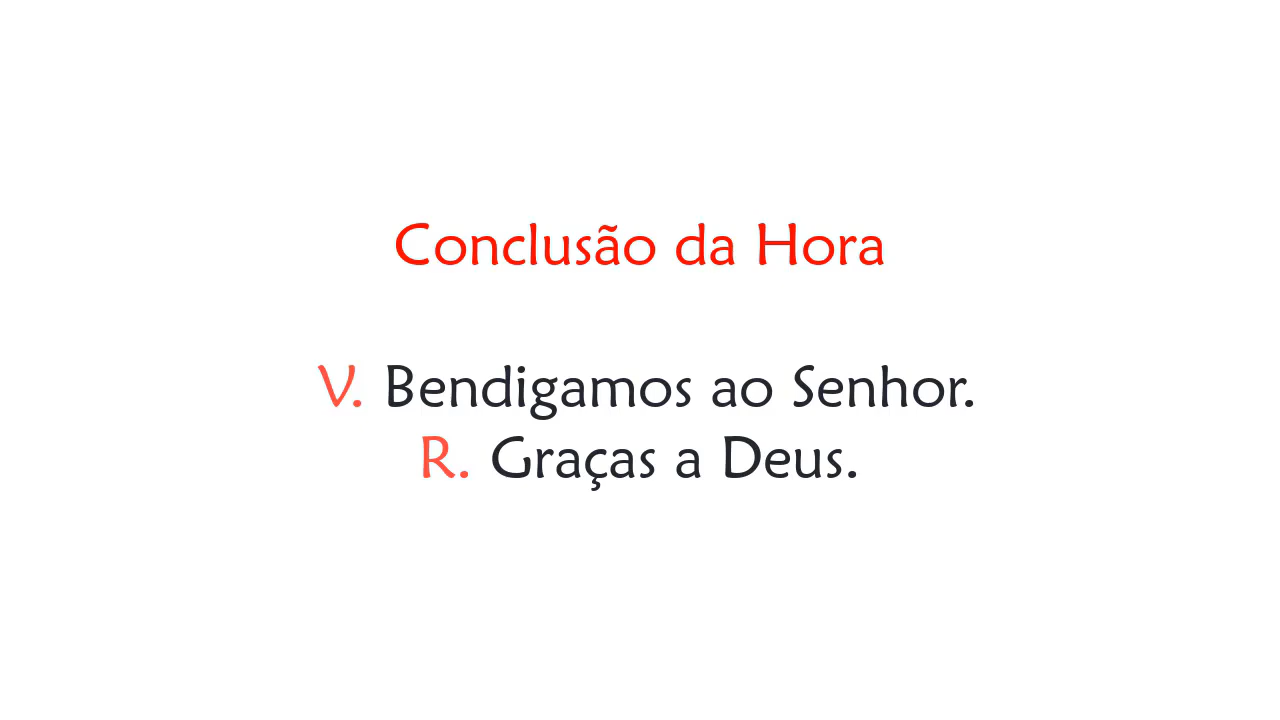 Conclusão da Hora
V. Bendigamos ao Senhor.
R. Graças a Deus.